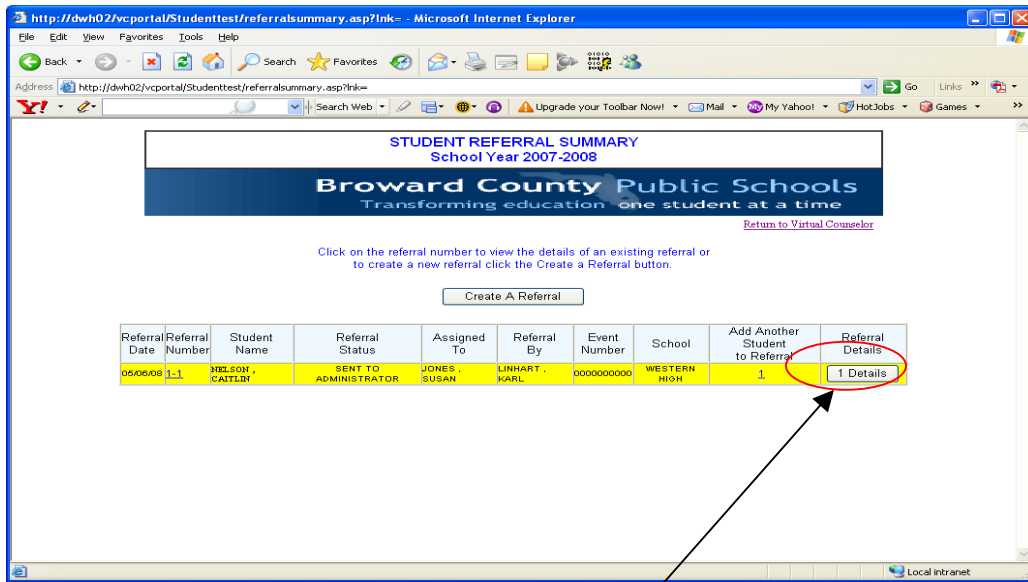 http://dwh02/vcportal/Studenttest/referralsummary.asp?lnk= - Microsoft Internet Explorer
File Edit View Favorites Tools Help
Back Search Favorites
Address http://dwh02/vcportal/Studenttest/referralsummary.asp?lnk= Go Links »
Y! Search Web Upgrade your Toolbar Now! Mail My Yahoo! HotJobs Games »
STUDENT REFERRAL SUMMARY
School Year 2007-2008
Broward County Public Schools
Transforming education one student at a time
Return to Virtual Counselor
Click on the referral number to view the details of an existing referral or
to create a new referral click the Create a Referral button.
Create A Referral
Referral Date Referral Number Student Name Referral Status Assigned To Referral By Event Number School Add Another Student to Referral Referral Details
05/06/08 1-1 NELSON , CAITLIN SENT TO ADMINISTRATOR JONES , SUSAN LINHART , KARL 0000000000 WESTERN HIGH 1 1 Details
Local intranet